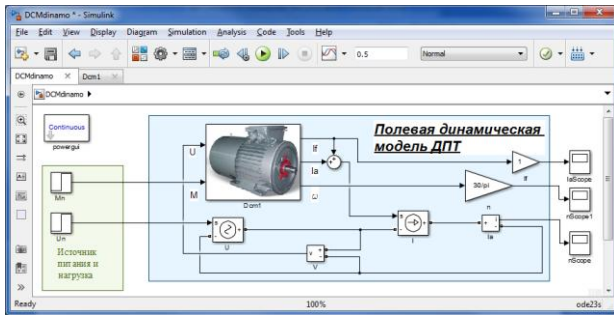 DCMdinamo * - Simulink
File Edit View Display Diagram Simulation Analysis Code Tools Help
0.5
Normal
DCMdinamo
Dcm1
DCMdinamo
Continuous
powergui
Mn
Un
Источник
питания и
нагрузка
Полевая динамическая
модель ДПТ
U
M
Dcm1
If
Ia
ω
1
If
30/pi
n
IaScope
nScope1
nScope
s
U
v
V
s
I
i
Ia
Ready
100%
ode23s